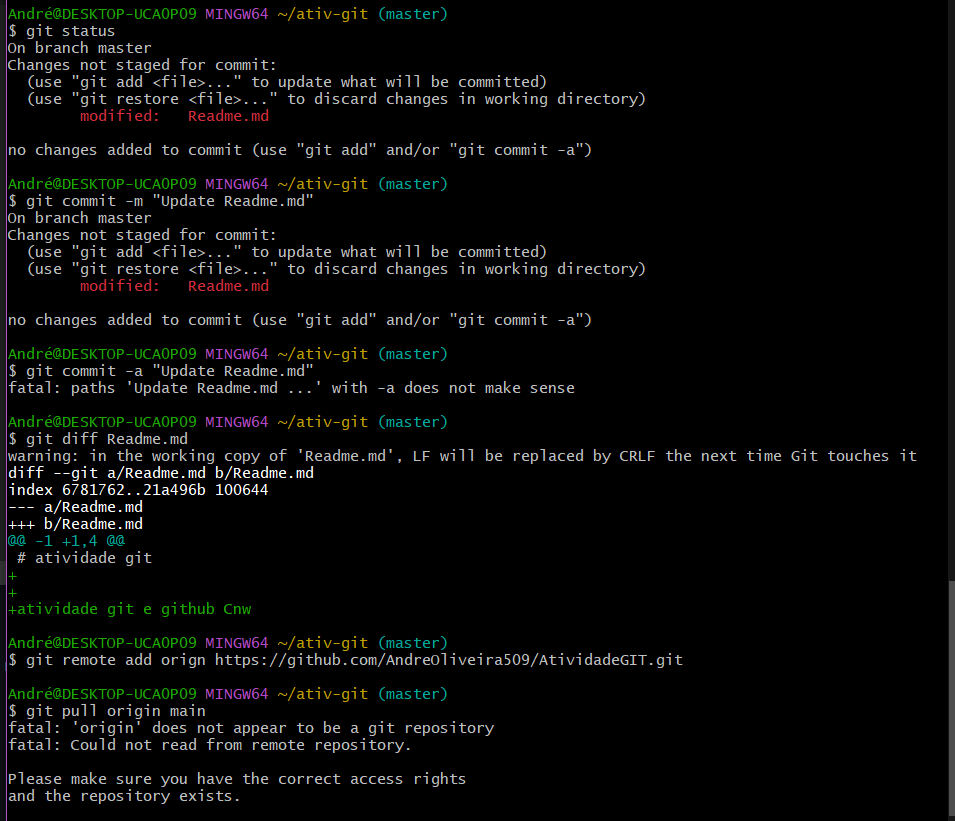 André@DESKTOP-UCA0P09 MINGW64 ~/ativ-git (master)
$ git status
On branch master
Changes not staged for commit:
  (use "git add <file>..." to update what will be committed)
  (use "git restore <file>..." to discard changes in working directory)
        modified:   Readme.md

no changes added to commit (use "git add" and/or "git commit -a")

André@DESKTOP-UCA0P09 MINGW64 ~/ativ-git (master)
$ git commit -m "Update Readme.md"
On branch master
Changes not staged for commit:
  (use "git add <file>..." to update what will be committed)
  (use "git restore <file>..." to discard changes in working directory)
        modified:   Readme.md

no changes added to commit (use "git add" and/or "git commit -a")

André@DESKTOP-UCA0P09 MINGW64 ~/ativ-git (master)
$ git commit -a "Update Readme.md"
fatal: paths 'Update Readme.md ...' with -a does not make sense

André@DESKTOP-UCA0P09 MINGW64 ~/ativ-git (master)
$ git diff Readme.md
warning: in the working copy of 'Readme.md', LF will be replaced by CRLF the next time Git touches it
diff --git a/Readme.md b/Readme.md
index 6781762..21a496b 100644
--- a/Readme.md
+++ b/Readme.md
@@ -1 +1,4 @@
 # atividade git
+
+
+atividade git e github Cnw

André@DESKTOP-UCA0P09 MINGW64 ~/ativ-git (master)
$ git remote add orign https://github.com/AndreOliveira509/AtividadeGIT.git

André@DESKTOP-UCA0P09 MINGW64 ~/ativ-git (master)
$ git pull origin main
fatal: 'origin' does not appear to be a git repository
fatal: Could not read from remote repository.

Please make sure you have the correct access rights
and the repository exists.